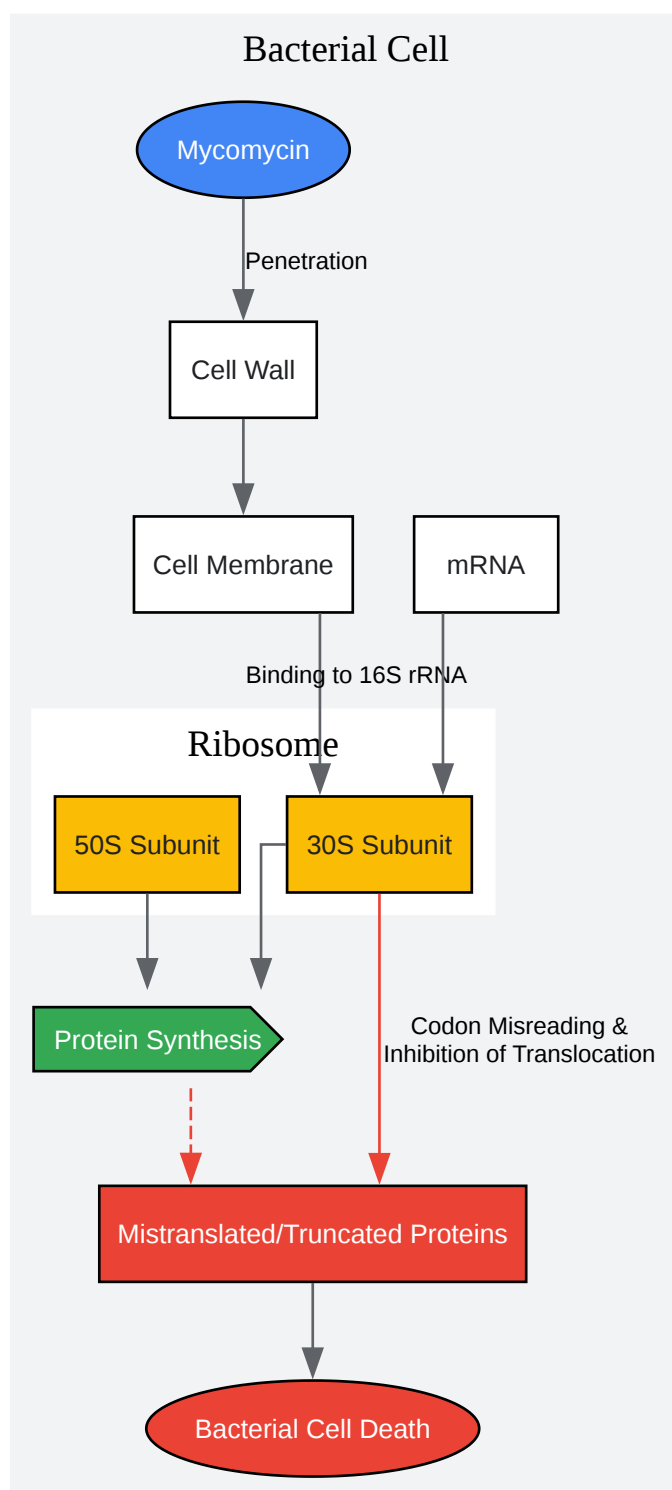 Bacterial Cell
Mycomycin
Penetration
Cell Wall
Cell Membrane
mRNA
Binding to 16S rRNA
Ribosome
50S Subunit
30S Subunit
Protein Synthesis
Codon Misreading &
Inhibition of Translocation
Mistranslated/Truncated Proteins
Bacterial Cell Death